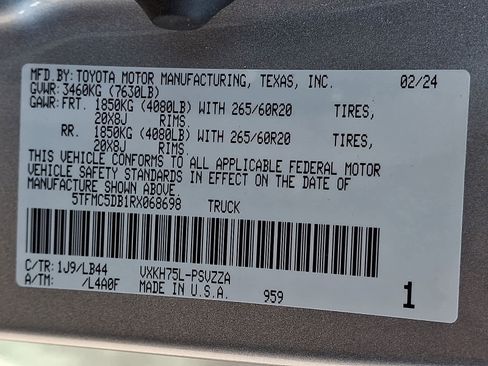 MFD.BY:TOYOTA MOTOR MANUFACTURING, TEXAS, INC. 02/24
GVWR:3460KG (7630LB)
GAWR:FRT. 1850KG (4080LB) WITH 265/60R20 TIRES,
20X8J RIMS.
RR. 1850KG (4080LB) WITH 265/60R20 TIRES,
20X8J RIMS.
THIS VEHICLE CONFORMS TO ALL APPLICABLE FEDERAL MOTOR
VEHICLE SAFETY STANDARDS IN EFFECT ON THE DATE OF
MANUFACTURE SHOWN ABOVE.
5TFMC5DB1RX068698 TRUCK
C/TR:1J9/LB44 VXKH75L-PSVZZA
A/TM: /L4A0F MADE IN U.S.A. 959 1